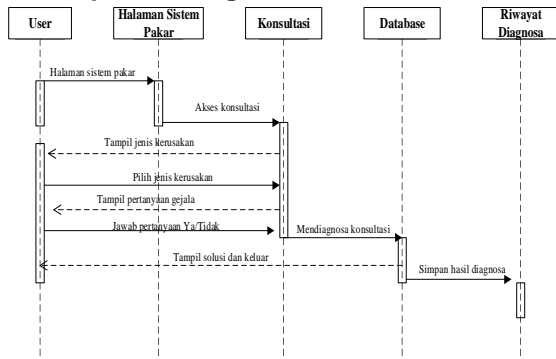 User
Halaman Sistem
Pakar
Konsultasi
Database
Riwayat
Diagnosa
Halaman sistem pakar
Akses konsultasi
Tampil jenis kerusakan
Pilih jenis kerusakan
Tampil pertanyaan gejala
Jawab pertanyaan Ya/Tidak
Mendiagnosa konsultasi
Tampil solusi dan keluar
Simpan hasil diagnosa